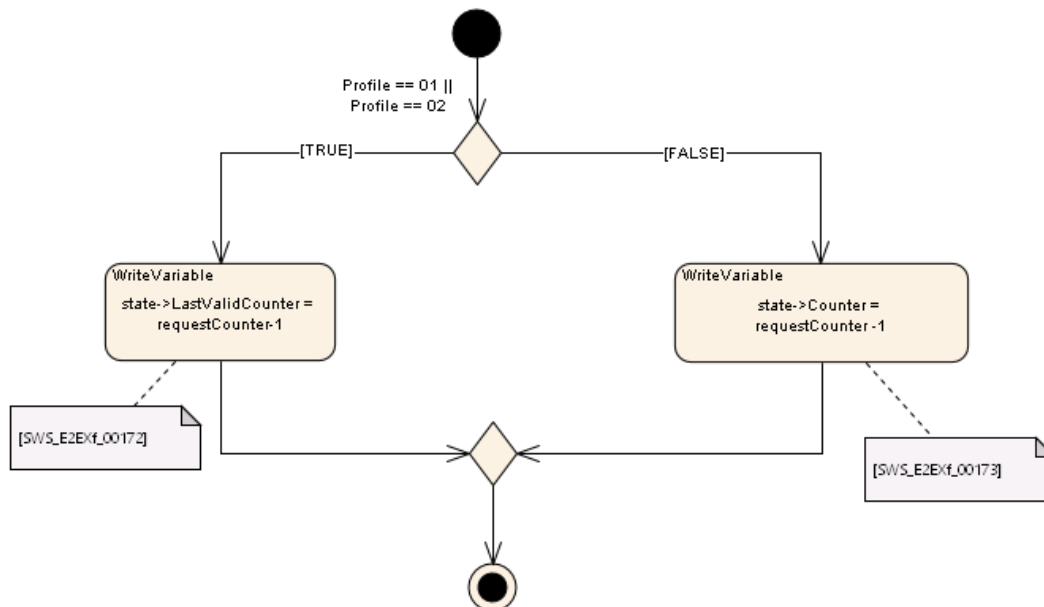 Profile == 01 ||
Profile == 02
[TRUE]
[FALSE]
WriteVariable
state->LastValidCounter =
requestCounter-1
WriteVariable
state->Counter =
requestCounter -1
[SWS_E2EXf_00172]
[SWS_E2EXf_00173]